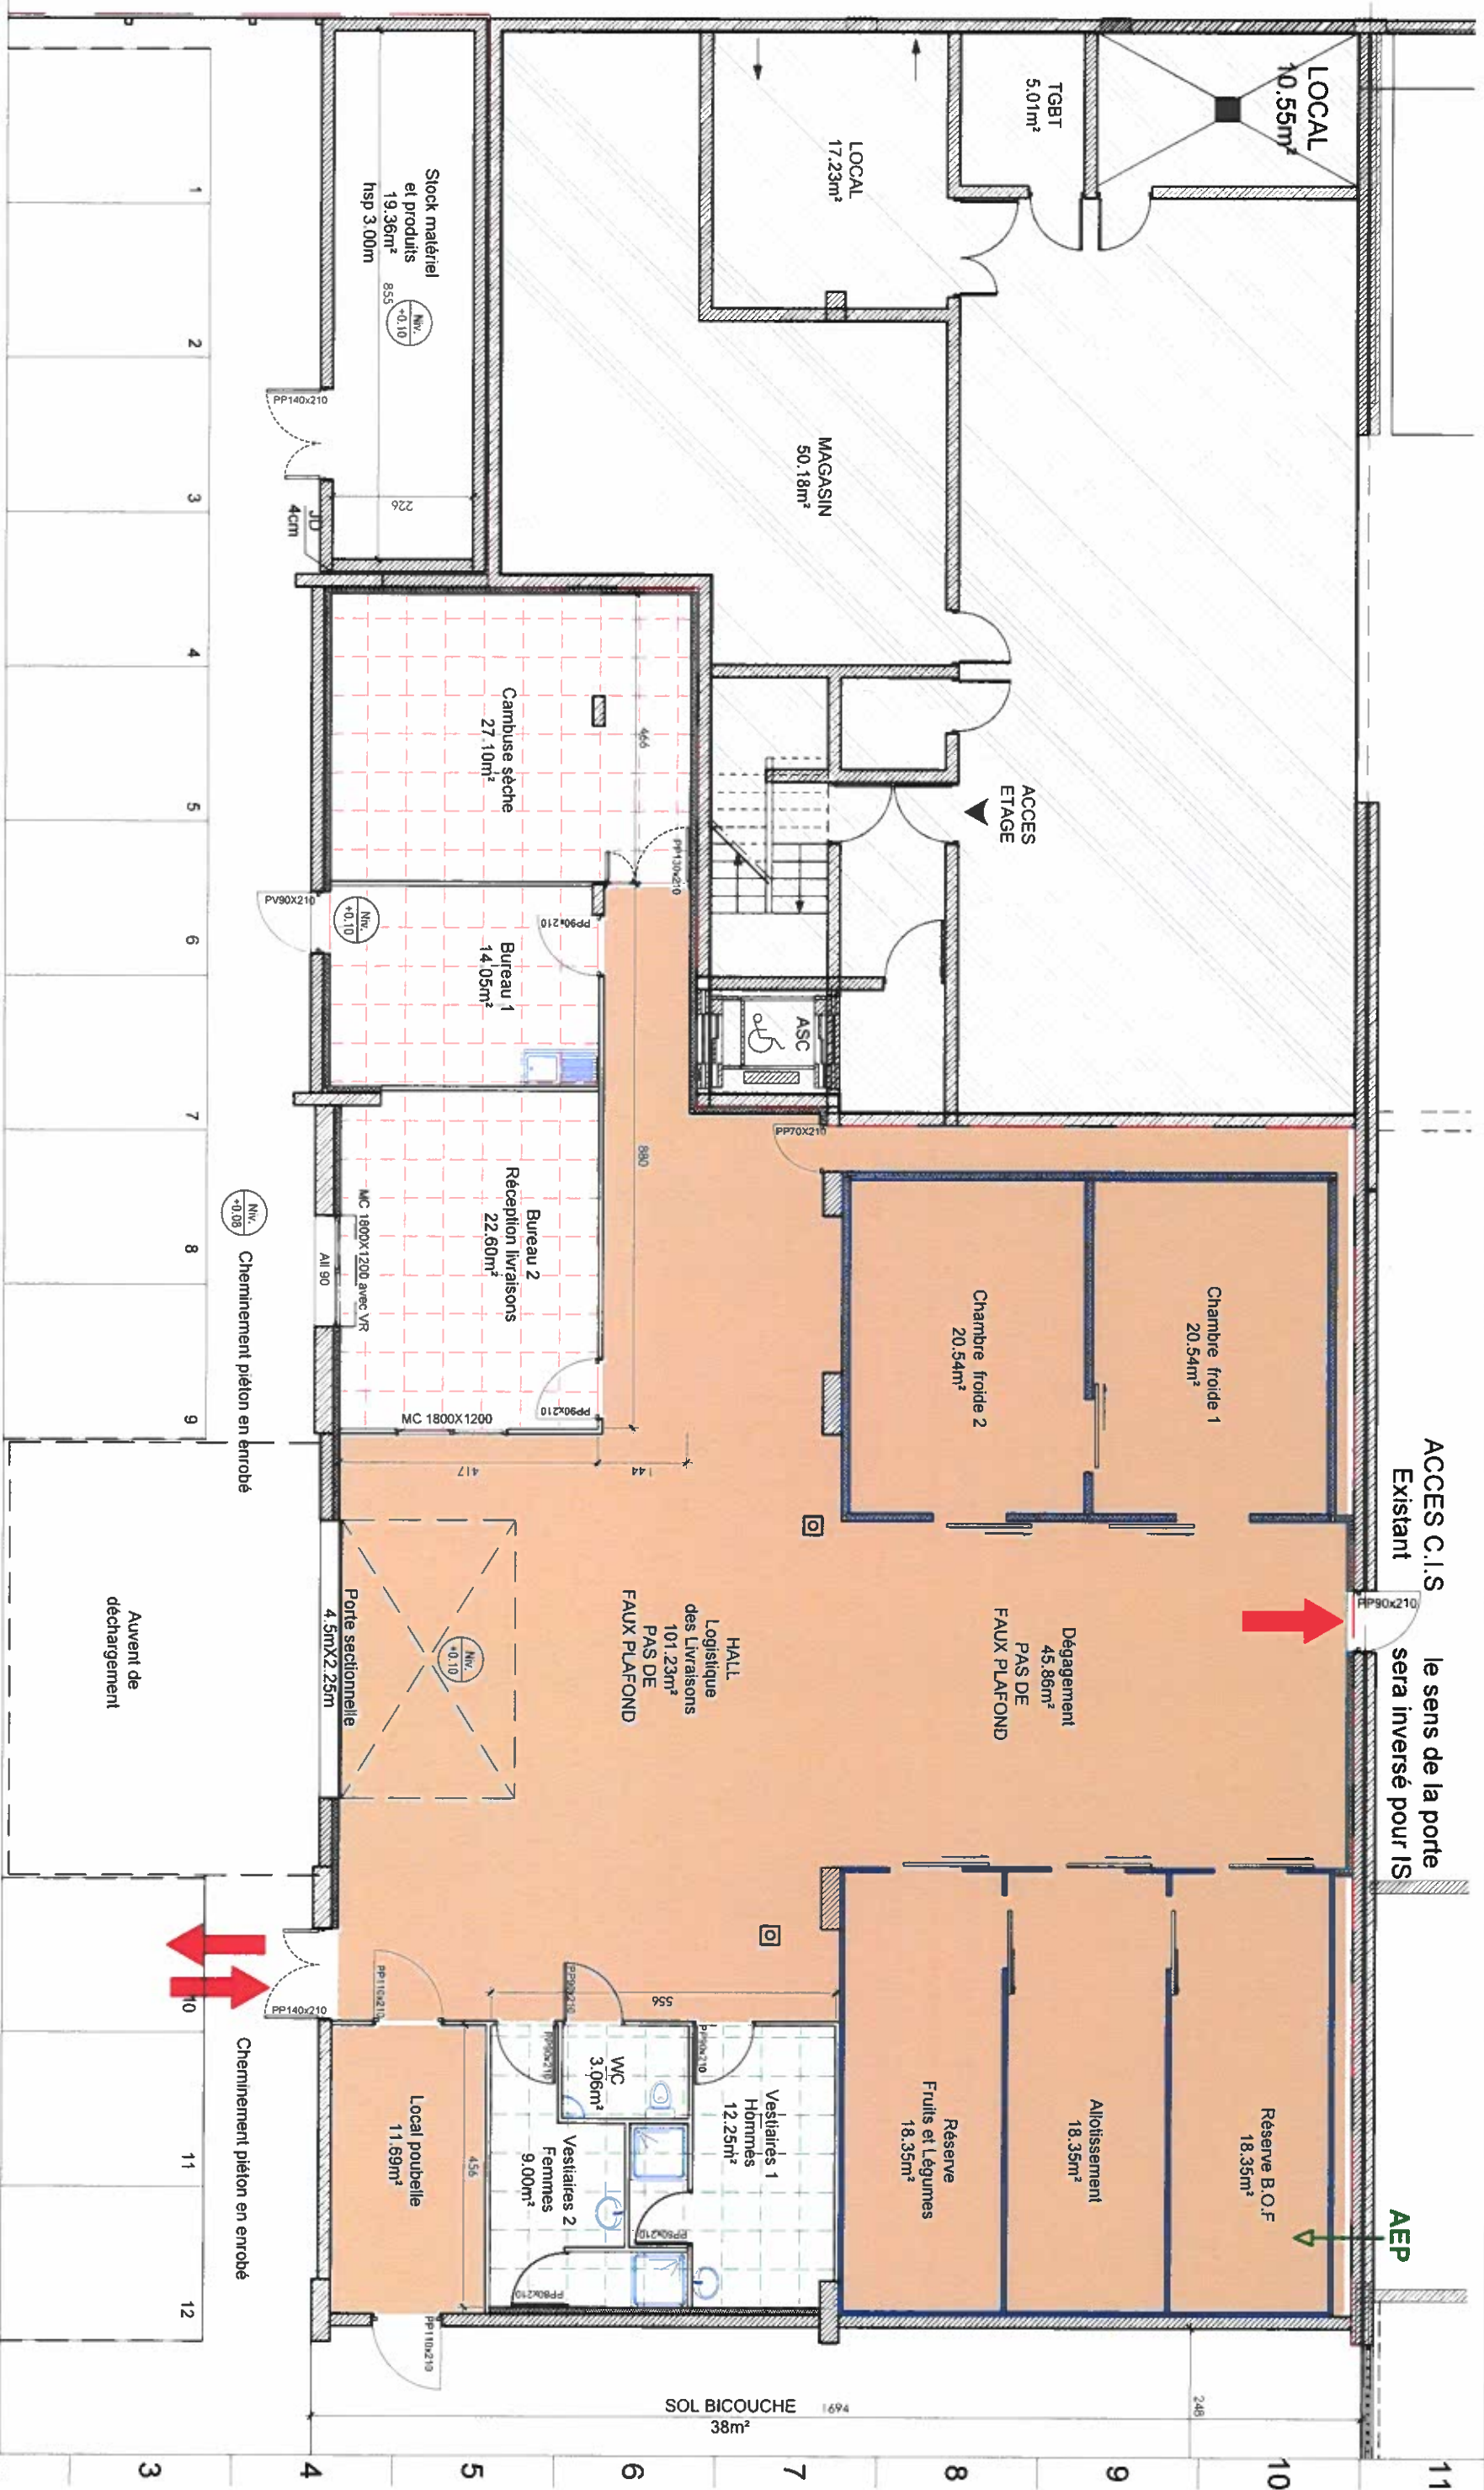 LOCAL
10.55m²
TGBT
5.01m²
LOCAL
17.23m²
Stock matériel
et produits
19.36m²
hsp 3.00m
855
Niv.
+0.10
226
PP140x210
JD
4cm
MAGASIN
50.18m²
ACCES
ETAGE
Cambuse sèche
27.10m²
466
PP130x210
PV90X210
Niv.
+0.10
Bureau 1
14.05m²
PP90x210
ASC
PP70X210
880
Bureau 2
Réception livraisons
22.60m²
MC 1800X1200 avec VR
All 90
PP90x210
MC 1800X1200
417
144
Niv.
+0.08
Cheminement piéton en enrobé
Chambre froide 1
20.54m²
Chambre froide 2
20.54m²
ACCES C.I.S
Existant
le sens de la porte
sera inversé pour IS
PP90x210
Dégagement
45.86m²
PAS DE
FAUX PLAFOND
HALL
Logistique
des Livraisons
101.23m²
PAS DE
FAUX PLAFOND
Niv.
+0.10
Porte sectionnelle
4.5mX2.25m
Auvent de
déchargement
Réserve B.O.F
18.35m²
Allotissement
18.35m²
Réserve
Fruits et Légumes
18.35m²
AEP
PP140x210
PP110x210
PP90x210
556
PP90x210
PP90x210
WC
3.06m²
Vestiaires 1
Hommes
12.25m²
Vestiaires 2
Femmes
9.00m²
PP80x210
PP80x210
Local poubelle
11.69m²
456
PP110x210
Cheminement piéton en enrobé
SOL BICOUCHE
38m²
1694
248
1
2
3
4
5
6
7
8
9
10
11
12
3
4
5
6
7
8
9
10
11